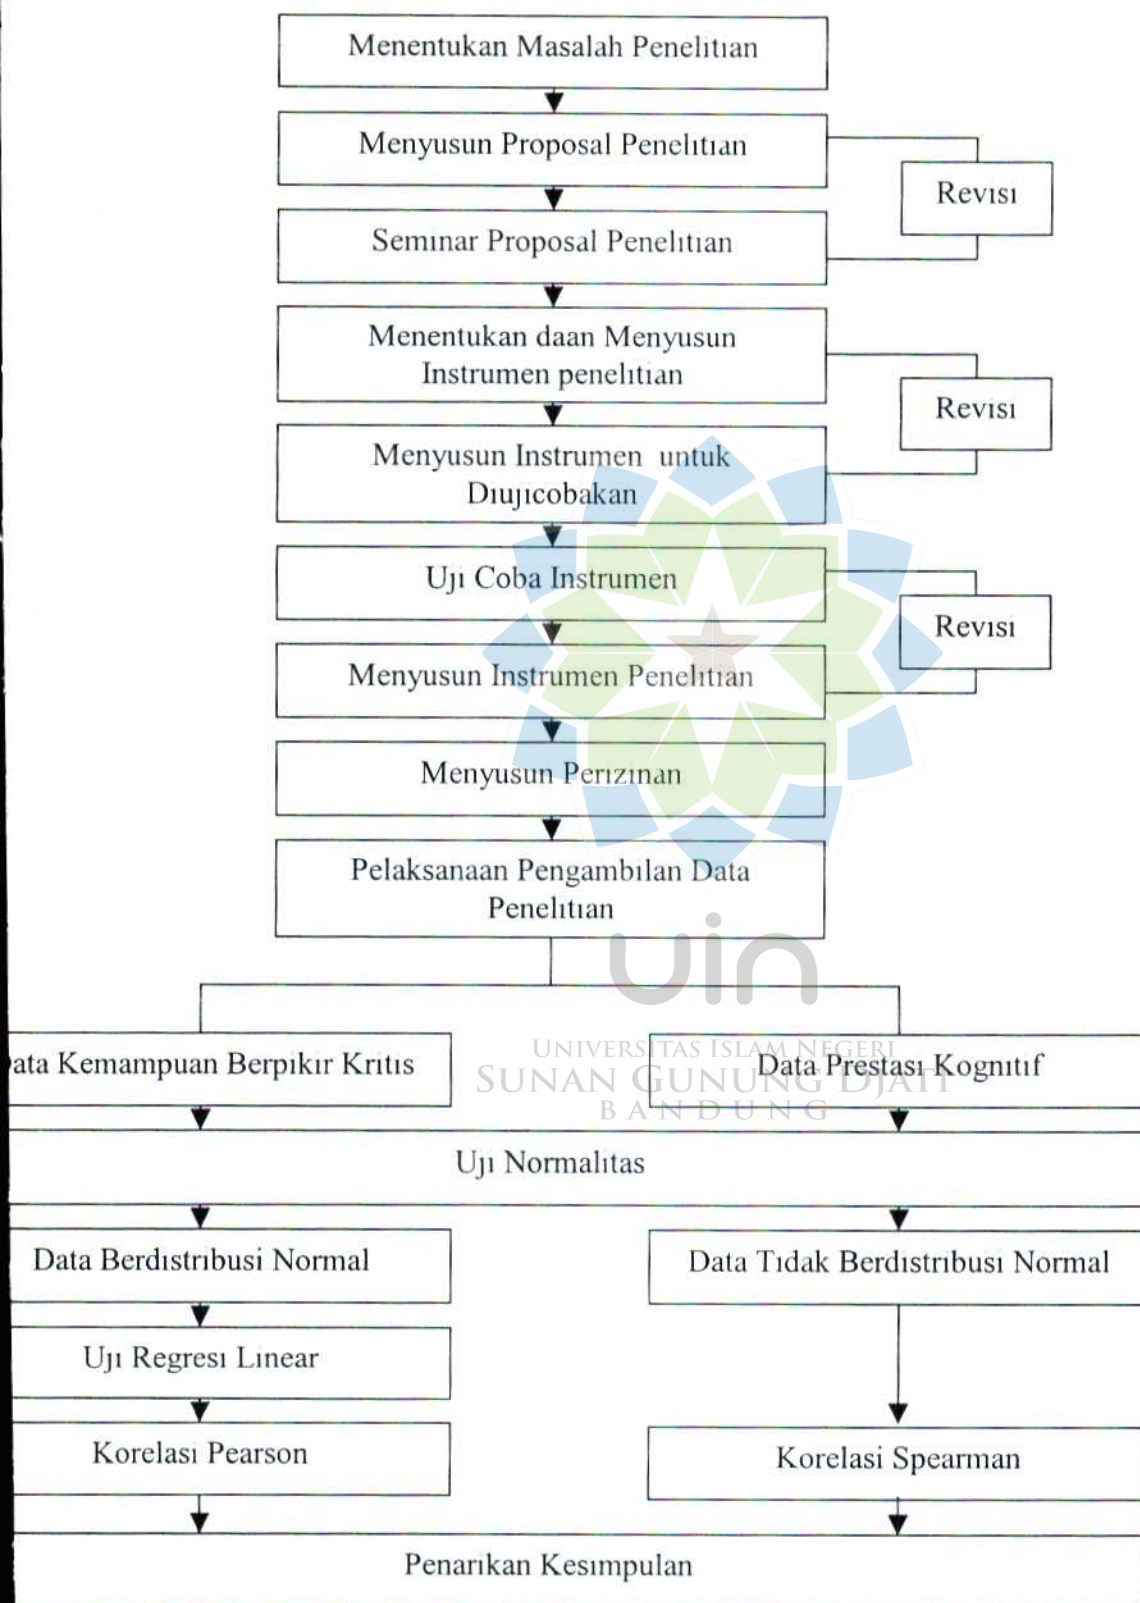 Menentukan Masalah Penelitian
Menyusun Proposal Penelitian
Revisi
Seminar Proposal Penelitian
Menentukan daan Menyusun
Instrumen penelitian
Revisi
Menyusun Instrumen untuk
Diujicobakan
Uji Coba Instrumen
Revisi
Menyusun Instrumen Penelitian
Menyusun Perizinan
Pelaksanaan Pengambilan Data
Penelitian
uin
UNIVERSITAS ISLAM NEGERI
SUNAN GUNUNG DJATI
BANDUNG
ata Kemampuan Berpikir Kritis
Data Prestasi Kognitif
Uji Normalitas
Data Berdistribusi Normal
Data Tidak Berdistribusi Normal
Uji Regresi Linear
Korelasi Pearson
Korelasi Spearman
Penarikan Kesimpulan